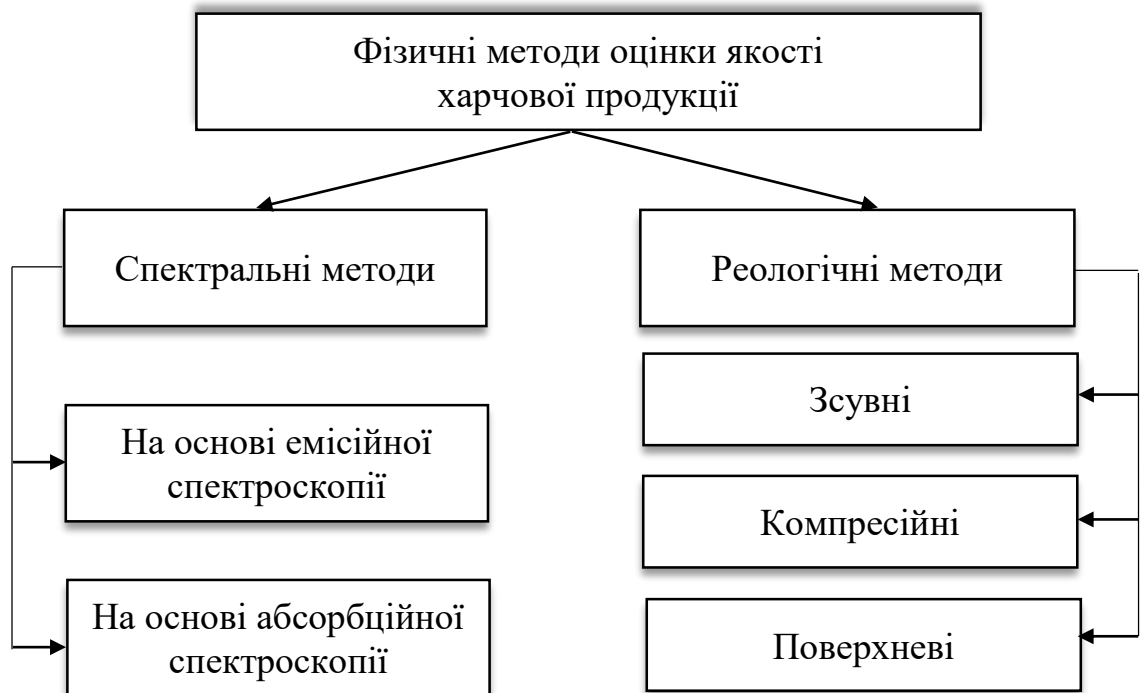 Фізичні методи оцінки якості
харчової продукції
Спектральні методи
Реологічні методи
На основі емісійної
спектроскопії
На основі абсорбційної
спектроскопії
Зсувні
Компресійні
Поверхневі